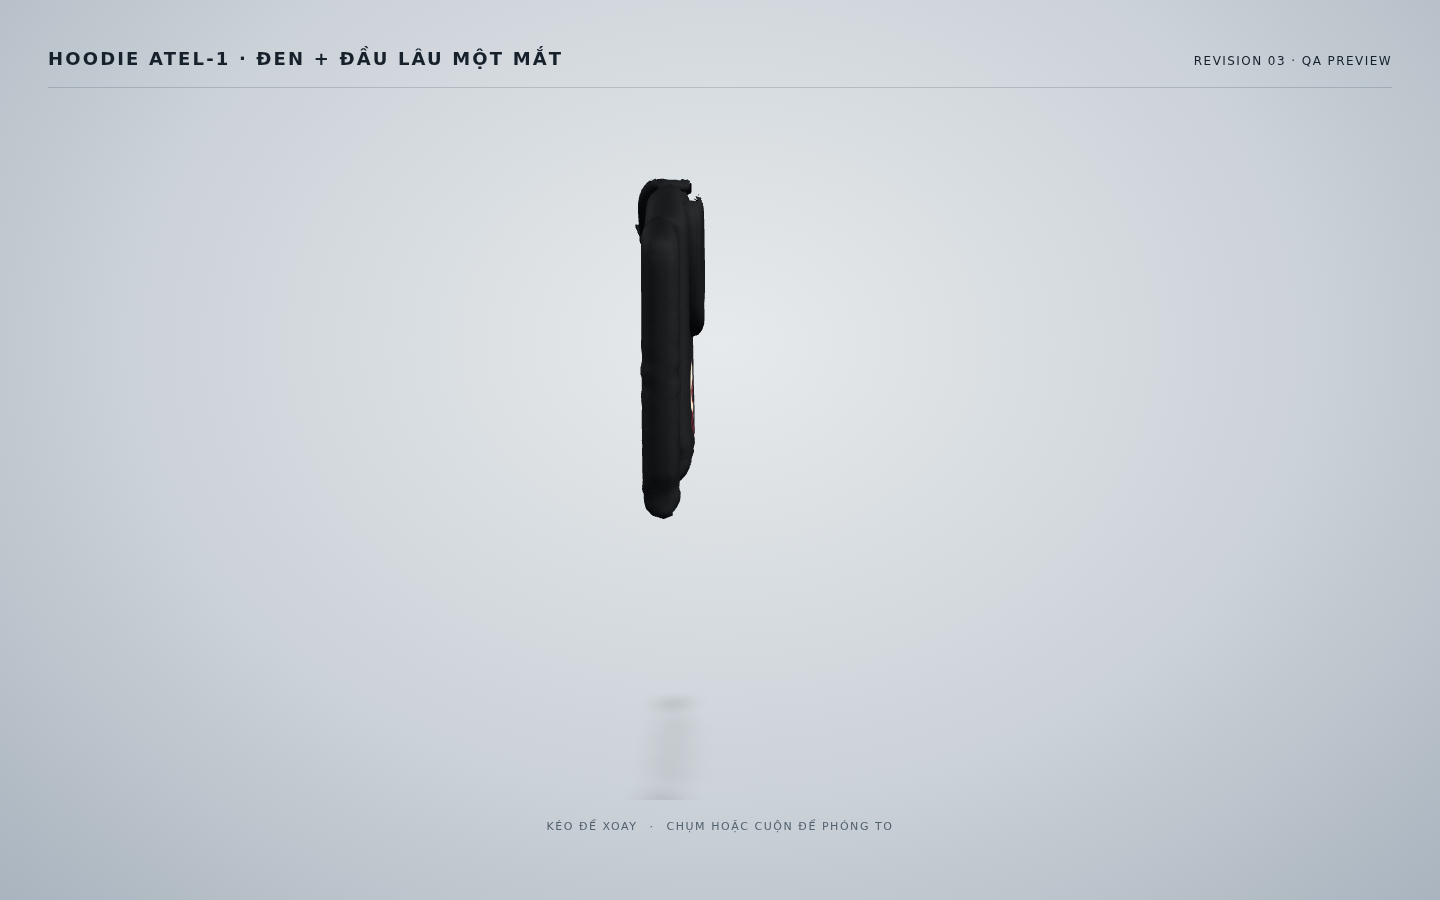 HOODIE ATEL-1 · ĐEN + ĐẦU LÂU MỘT MẮT
REVISION 03 · QA PREVIEW
KÉO ĐỂ XOAY · CHỤM HOẶC CUỘN ĐỂ PHÓNG TO